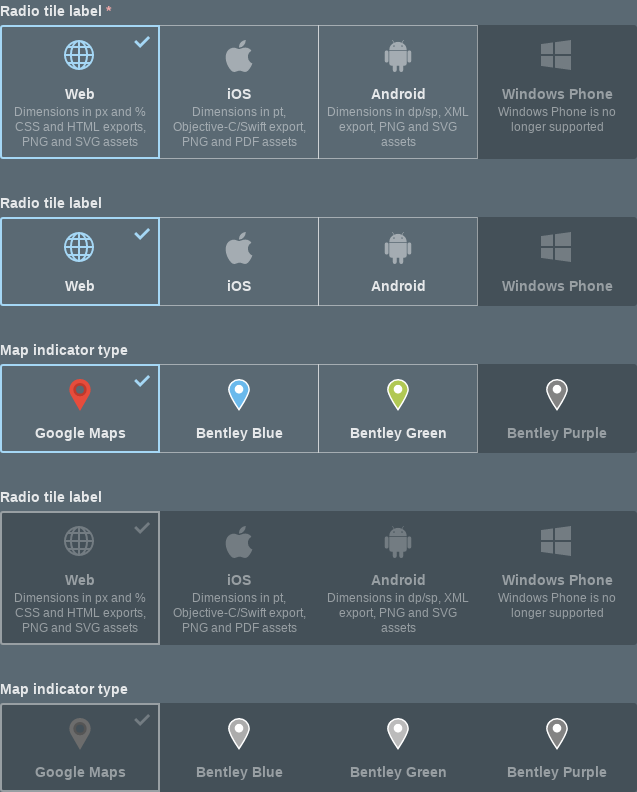 Radio tile label *
Web
Dimensions in px and %
CSS and HTML exports,
PNG and SVG assets
iOS
Dimensions in pt,
Objective-C/Swift export,
PNG and PDF assets
Android
Dimensions in dp/sp, XML
export, PNG and SVG
assets
Windows Phone
Windows Phone is no
longer supported
Radio tile label
Web
iOS
Android
Windows Phone
Map indicator type
Google Maps
Bentley Blue
Bentley Green
Bentley Purple
Radio tile label
Web
Dimensions in px and %
CSS and HTML exports,
PNG and SVG assets
iOS
Dimensions in pt,
Objective-C/Swift export,
PNG and PDF assets
Android
Dimensions in dp/sp, XML
export, PNG and SVG
assets
Windows Phone
Windows Phone is no
longer supported
Map indicator type
Google Maps
Bentley Blue
Bentley Green
Bentley Purple